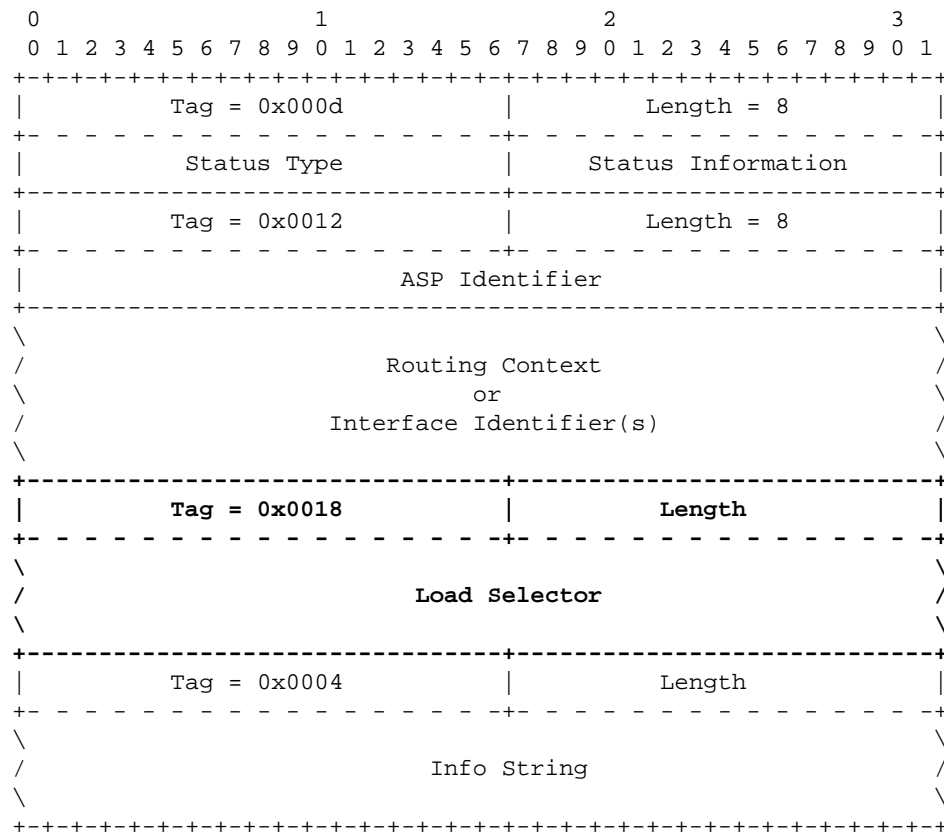 0                   1                   2                   3
 0 1 2 3 4 5 6 7 8 9 0 1 2 3 4 5 6 7 8 9 0 1 2 3 4 5 6 7 8 9 0 1
+-+-+-+-+-+-+-+-+-+-+-+-+-+-+-+-+-+-+-+-+-+-+-+-+-+-+-+-+-+-+-+-+
|          Tag = 0x000d           |         Length = 8          |
+- - - - - - - - - - - - - - - - -+- - - - - - - - - - - - - - -+
|           Status Type           |     Status Information      |
+---------------------------------+-----------------------------+
|          Tag = 0x0012           |         Length = 8          |
+- - - - - - - - - - - - - - - - -+- - - - - - - - - - - - - - -+
|                          ASP Identifier                       |
+---------------------------------------------------------------+
\                                                               \
/                         Routing Context                       /
\                               or                              \
/                     Interface Identifier(s)                   /
\                                                               \
+---------------------------------+-----------------------------+
|          Tag = 0x0018           |          Length             |
+- - - - - - - - - - - - - - - - -+- - - - - - - - - - - - - - -+
\                                                               \
/                           Load Selector                       /
\                                                               \
+---------------------------------+-----------------------------+
|          Tag = 0x0004           |          Length             |
+- - - - - - - - - - - - - - - - -+- - - - - - - - - - - - - - -+
\                                                               \
/                            Info String                        /
\                                                               \
+-+-+-+-+-+-+-+-+-+-+-+-+-+-+-+-+-+-+-+-+-+-+-+-+-+-+-+-+-+-+-+-+